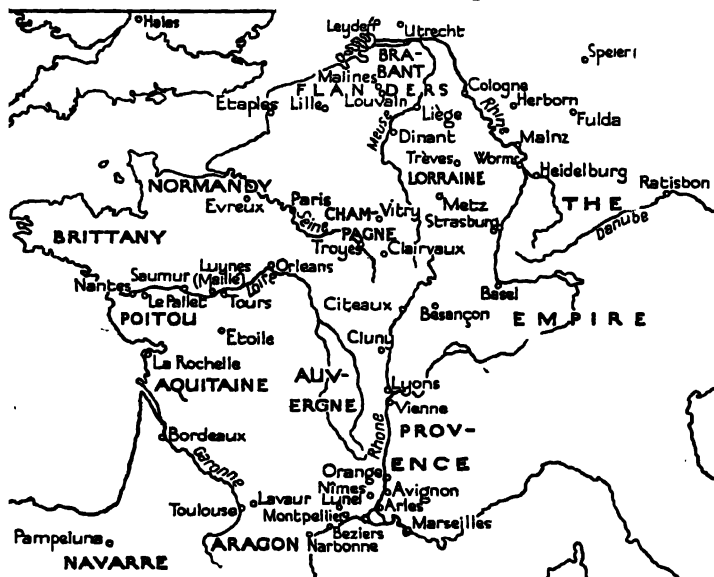 Hales
Leyden
Utrecht
BRA-
BANT
Speieri
Malines
FLANDERS
Cologne
Etaples
Lille
Louvain
Rhine
Herborn
Liège
Fulda
Meuse
Dinant
Mainz
Trèves
Worms
Heidelburg
NORMANDY
LORRAINE
Ratisbon
Evreux
Paris
Metz
THE
Seine
CHAM-
PAGNE
Vitry
Strasburg
Danube
BRITTANY
Troyes
Clairvaux
Saumur
Luynes
(Maillé)
Loire
Orleans
Nantes
Le Pallet
Tours
Basel
POITOU
Citeaux
Besançon
EMPIRE
Etoile
Cluny
La Rochelle
AQUITAINE
AUV-
ERGNE
Lyons
Vienne
Bordeaux
Rhone
PROV-
ENCE
Garonne
Orange
Nîmes
Avignon
Toulouse
Lavaur
Lunel
Arles
Montpellier
Marseilles
Pampeluna
Beziers
NAVARRE
ARAGON
Narbonne